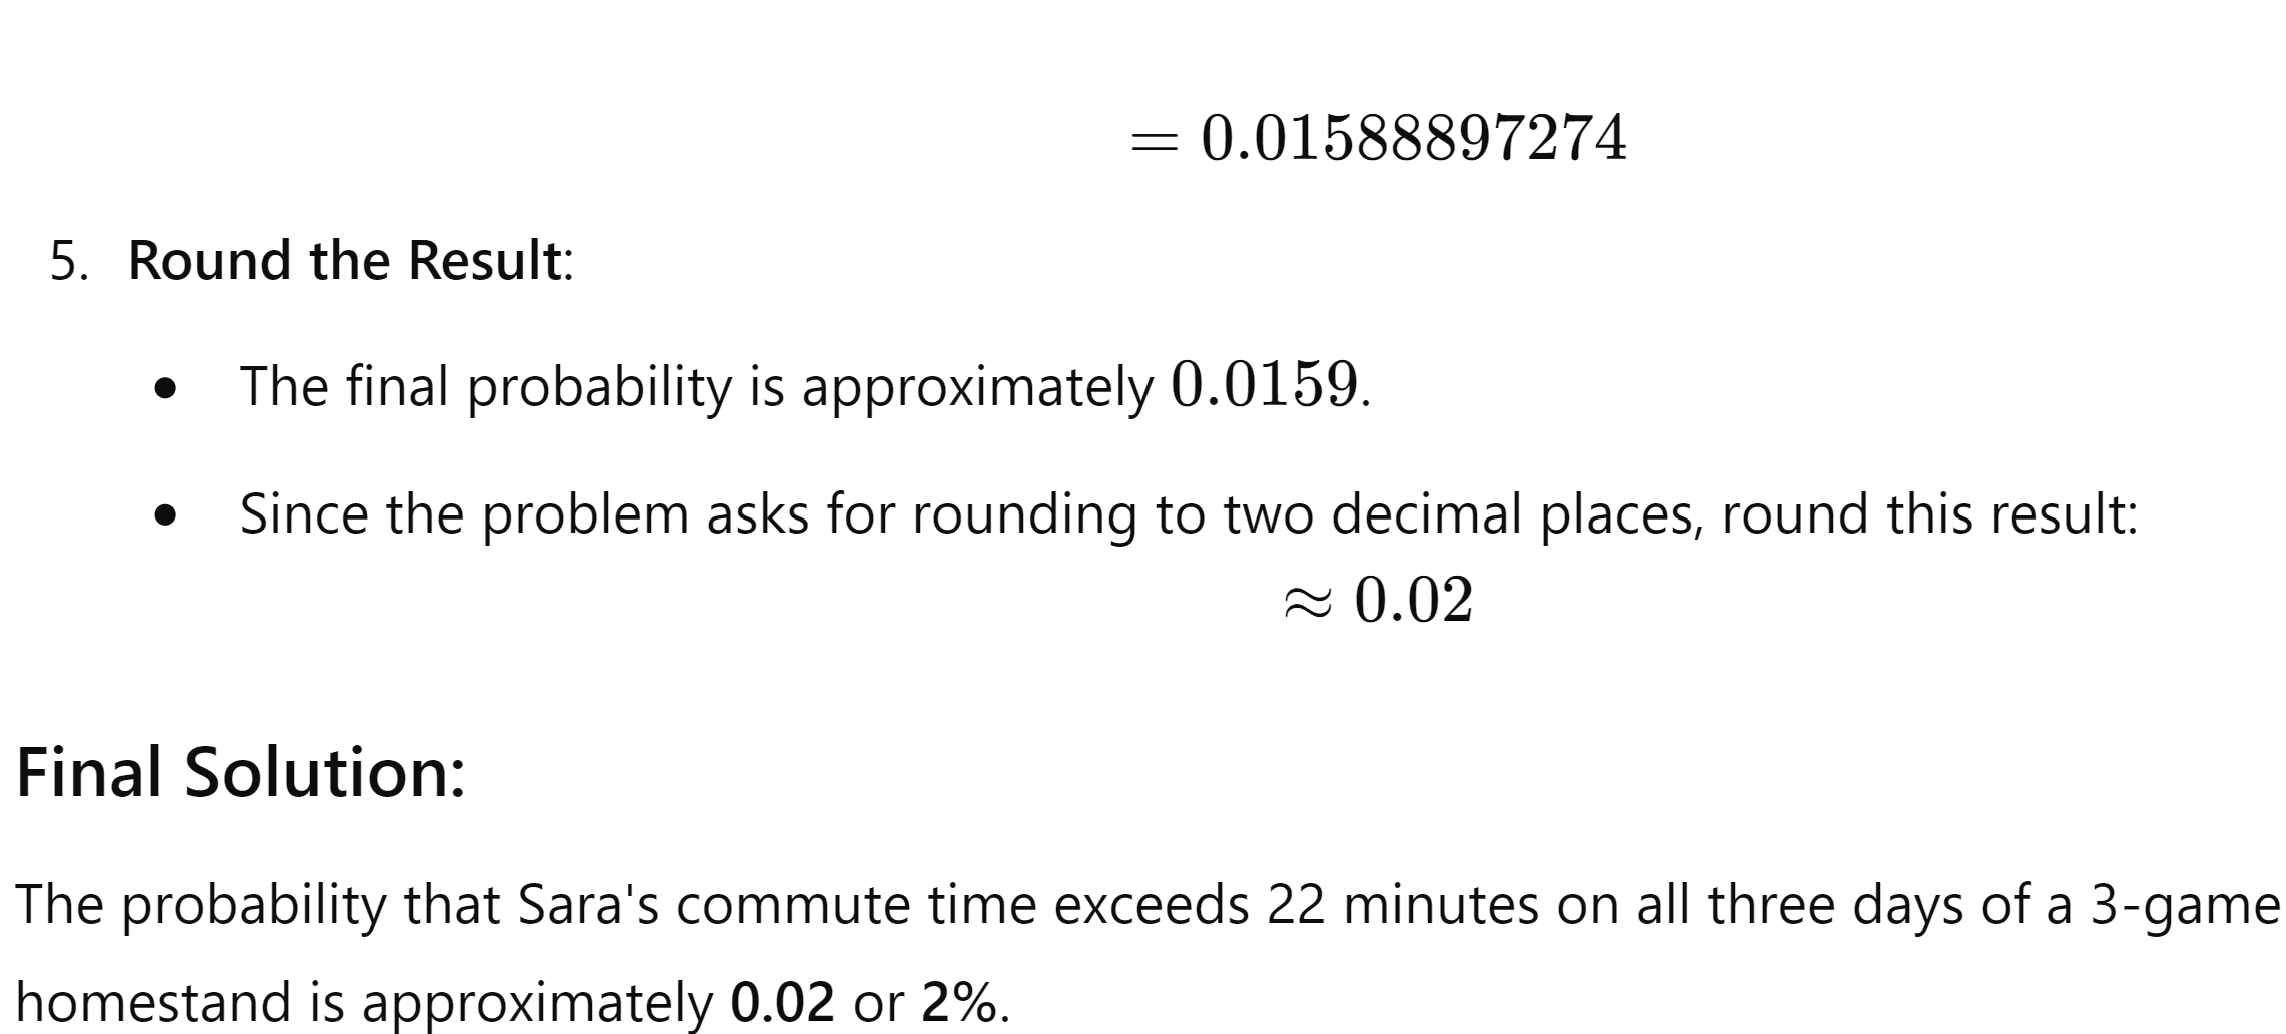 = 0.01588897274
5. Round the Result:
• The final probability is approximately 0.0159.
• Since the problem asks for rounding to two decimal places, round this result:
≈ 0.02
Final Solution:
The probability that Sara's commute time exceeds 22 minutes on all three days of a 3-game
homestand is approximately 0.02 or 2%.